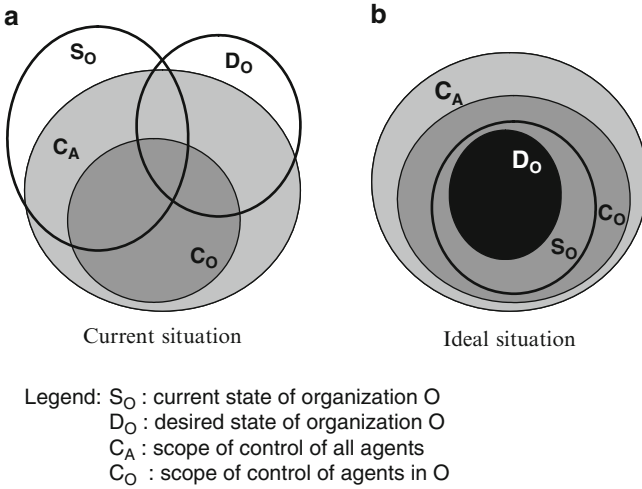 a
S_O
D_O
C_A
C_O
Current situation
b
C_A
D_O
C_O
S_O
Ideal situation
Legend: S_O : current state of organization O
D_O : desired state of organization O
C_A : scope of control of all agents
C_O : scope of control of agents in O